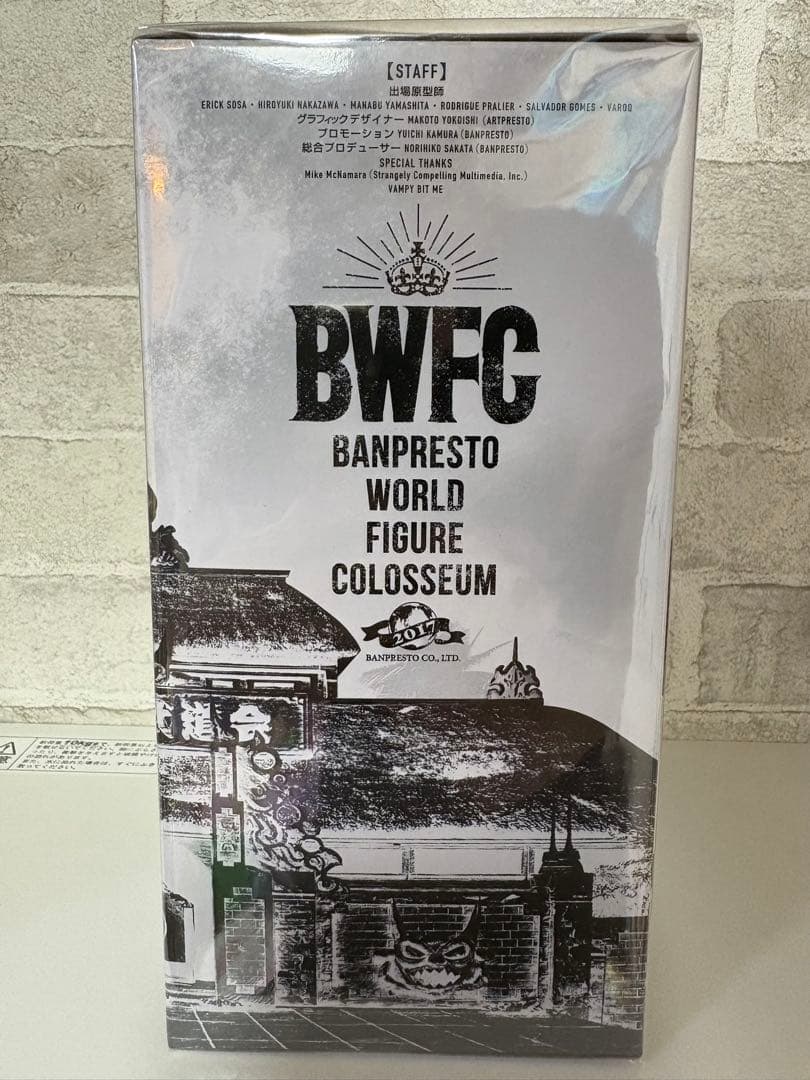 【STAFF】
出場原型師
ERICK SOSA・HIROYUKI NAKAZAWA・MANABU YAMASHITA・RODRIGUE PRALIER・SALVADOR GOMES・VAROQ
グラフィックデザイナー MAKOTO YOKOISHI (ARTPRESTO)
プロモーション YUICHI KAMURA (BANPRESTO)
総合プロデューサー NORIHIKO SAKATA (BANPRESTO)
SPECIAL THANKS
Mike McNamara (Strangely Compelling Multimedia, Inc.)
VAMPY BIT ME
BWFC
BANPRESTO
WORLD
FIGURE
COLOSSEUM
2017
BANPRESTO CO., LTD.